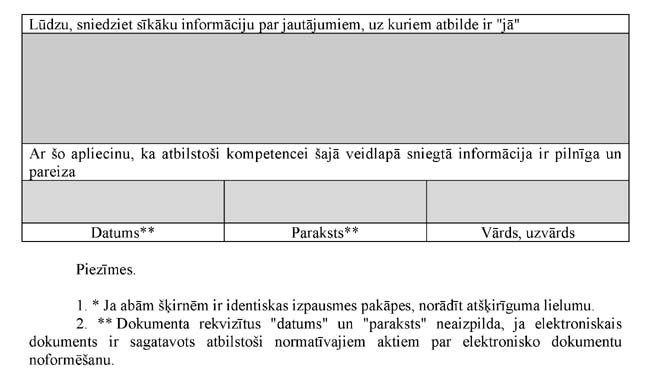 Lūdzu, sniedziet sīkāku informāciju par jautājumiem, uz kuriem atbilde ir "jā"
Ar šo apliecinu, ka atbilstoši kompetencei šajā veidlapā sniegtā informācija ir pilnīga un
pareiza
Datums** Paraksts** Vārds, uzvārds
Piezīmes.
1. * Ja abām šķirnēm ir identiskas izpausmes pakāpes, norādīt atšķirīguma lielumu.
2. ** Dokumenta rekvizītus "datums" un "paraksts" neaizpilda, ja elektroniskais
dokuments ir sagatavots atbilstoši normatīvajiem aktiem par elektronisko dokumentu
noformēšanu.